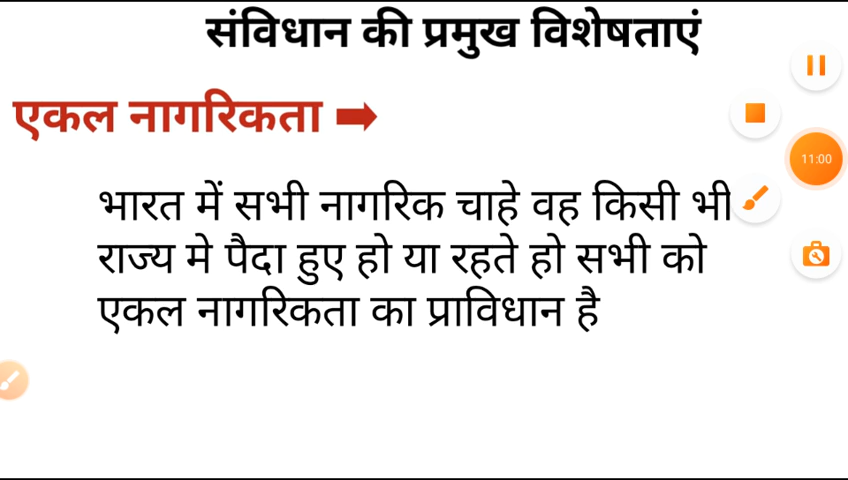 संविधान की प्रमुख विशेषताएं
एकल नागरिकता ➡
भारत में सभी नागरिक चाहे वह किसी भी
राज्य मे पैदा हुए हो या रहते हो सभी को
एकल नागरिकता का प्राविधान है
11:00